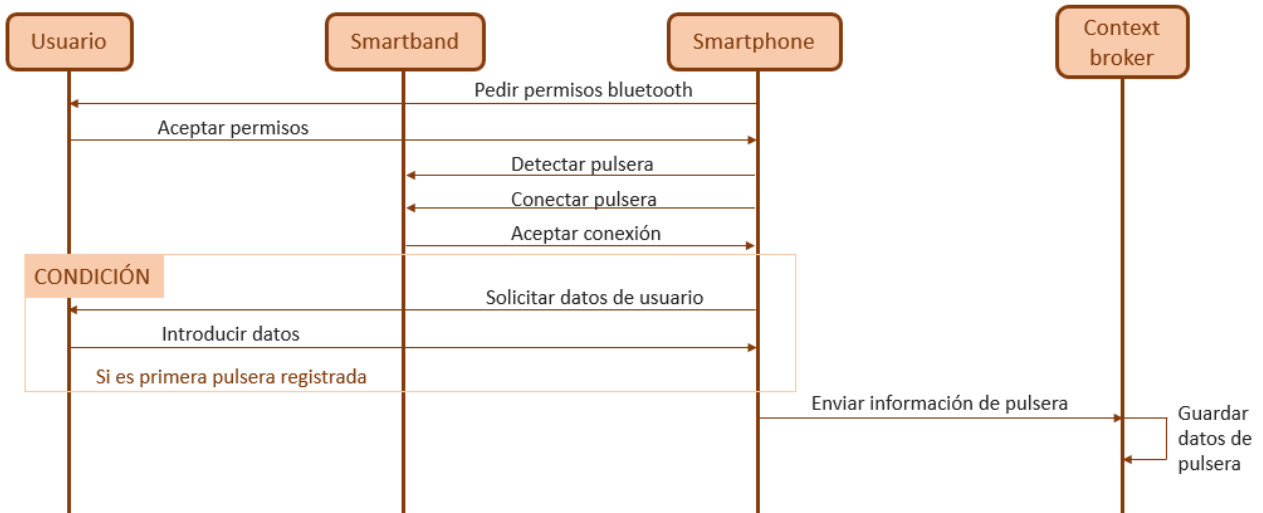 Usuario
Smartband
Smartphone
Context
broker
Pedir permisos bluetooth
Aceptar permisos
Detectar pulsera
Conectar pulsera
Aceptar conexión
CONDICIÓN
Solicitar datos de usuario
Introducir datos
Si es primera pulsera registrada
Enviar información de pulsera
Guardar
datos de
pulsera